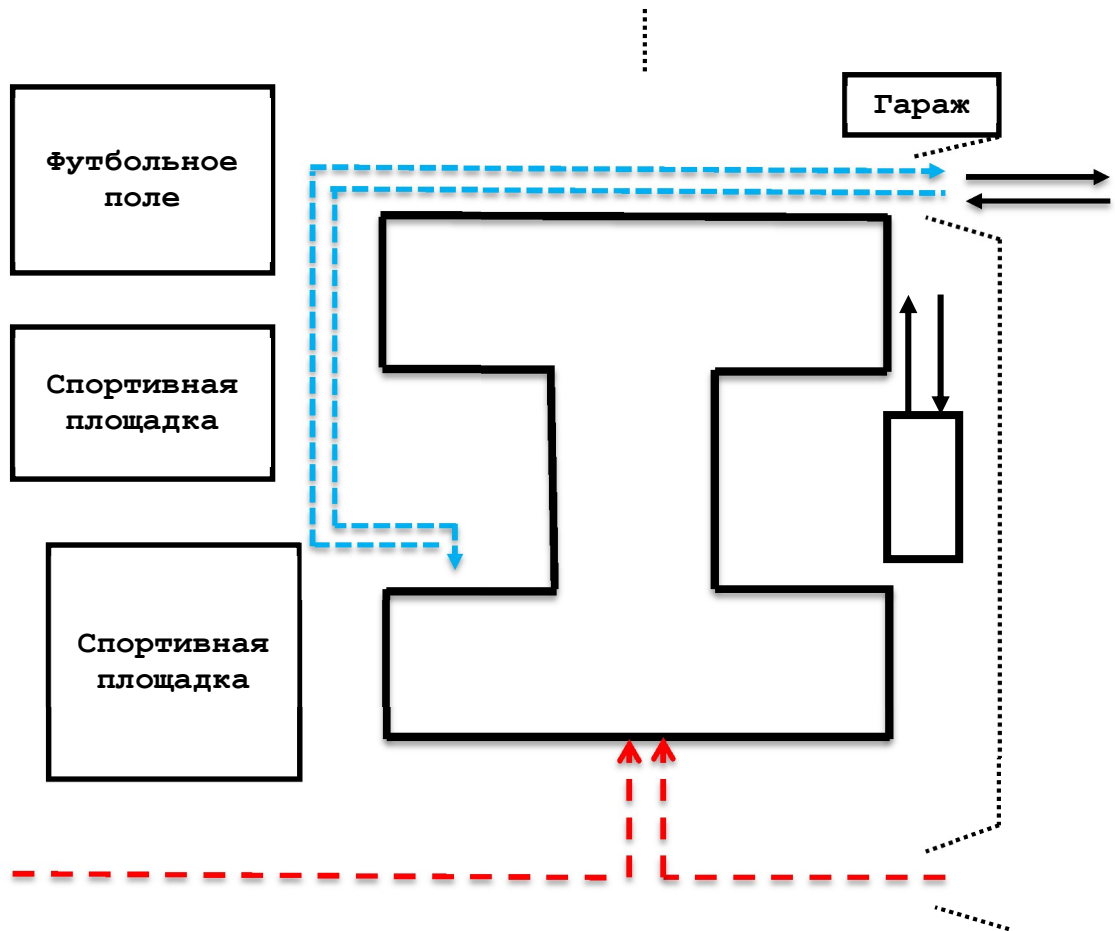 Гараж
Футбольное
поле
Спортивная
площадка
Спортивная
площадка